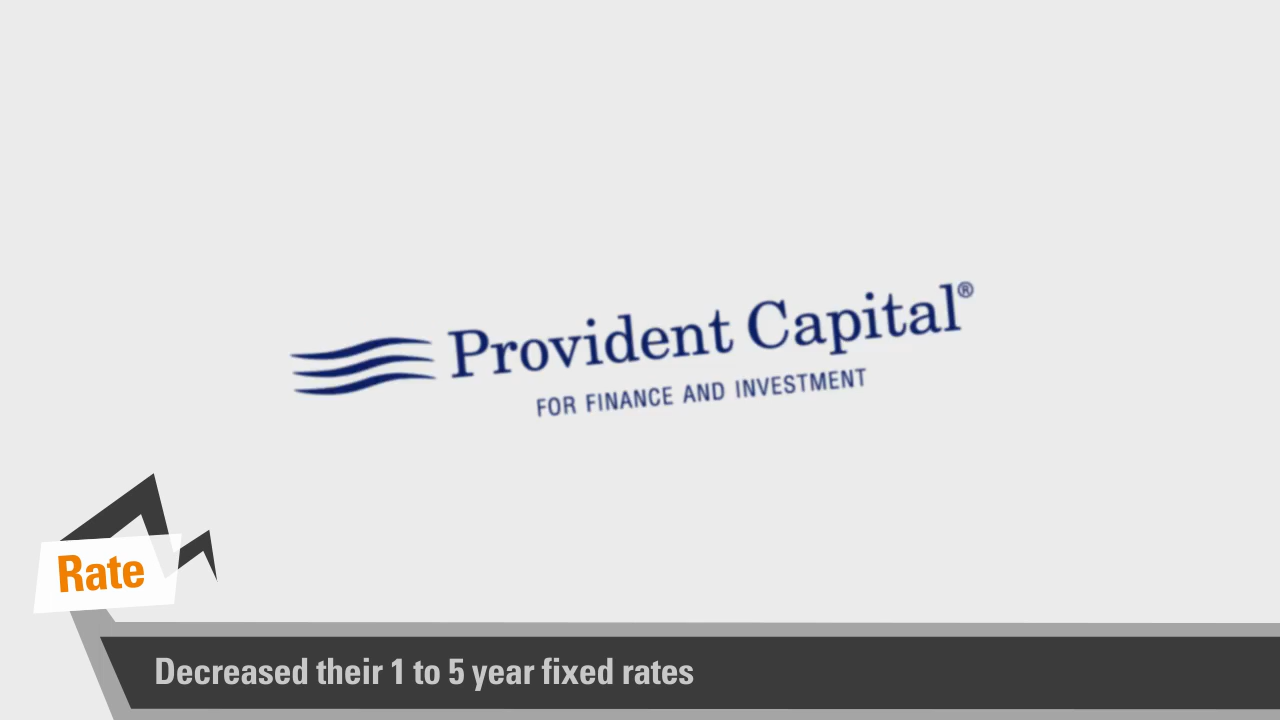 Provident Capital®
FOR FINANCE AND INVESTMENT
Rate
Decreased their 1 to 5 year fixed rates